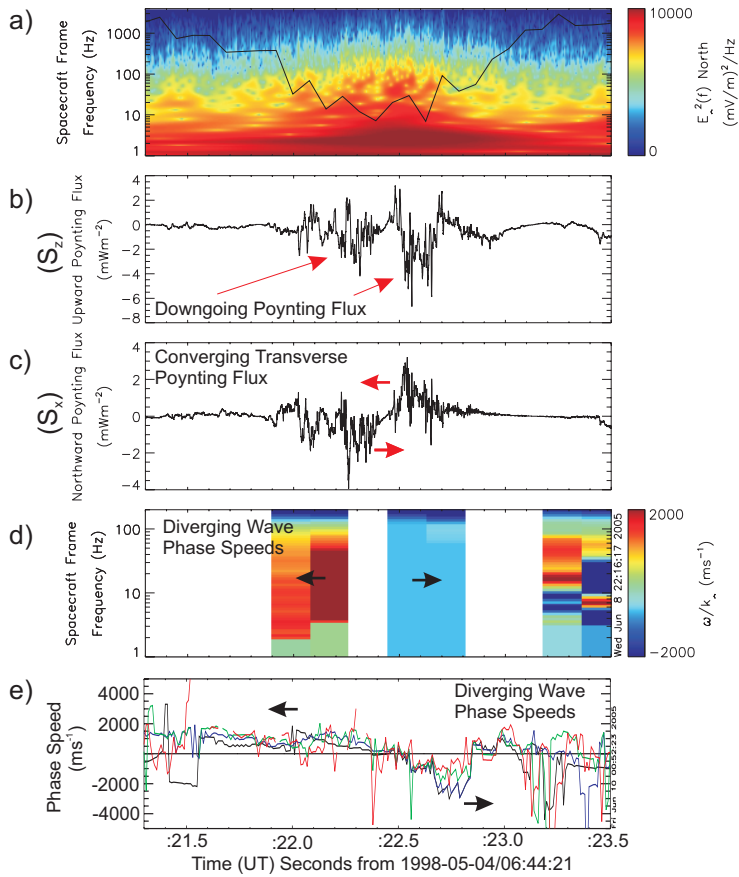 a)
Spacecraft Frame
Frequency (Hz)
1000
100
10
1
10000
0
E^2(f) North
(mV/m)^2/Hz
b)
(S_z)
Upward Poynting Flux
(mWm^-2)
4
2
0
-2
-4
-6
-8
Downgoing Poynting Flux
c)
(S_x)
Northward Poynting Flux
(mWm^-2)
4
2
0
-2
-4
Converging Transverse
Poynting Flux
d)
Spacecraft Frame
Frequency (Hz)
100
10
1
Diverging Wave
Phase Speeds
Wed Jun 8 22:16:17 2005
2000
-2000
ω/k (ms^-1)
e)
Phase Speed
(ms^-1)
4000
2000
0
-2000
-4000
Diverging Wave
Phase Speeds
:21.5
:22.0
:22.5
:23.0
:23.5
Time (UT) Seconds from 1998-05-04/06:44:21